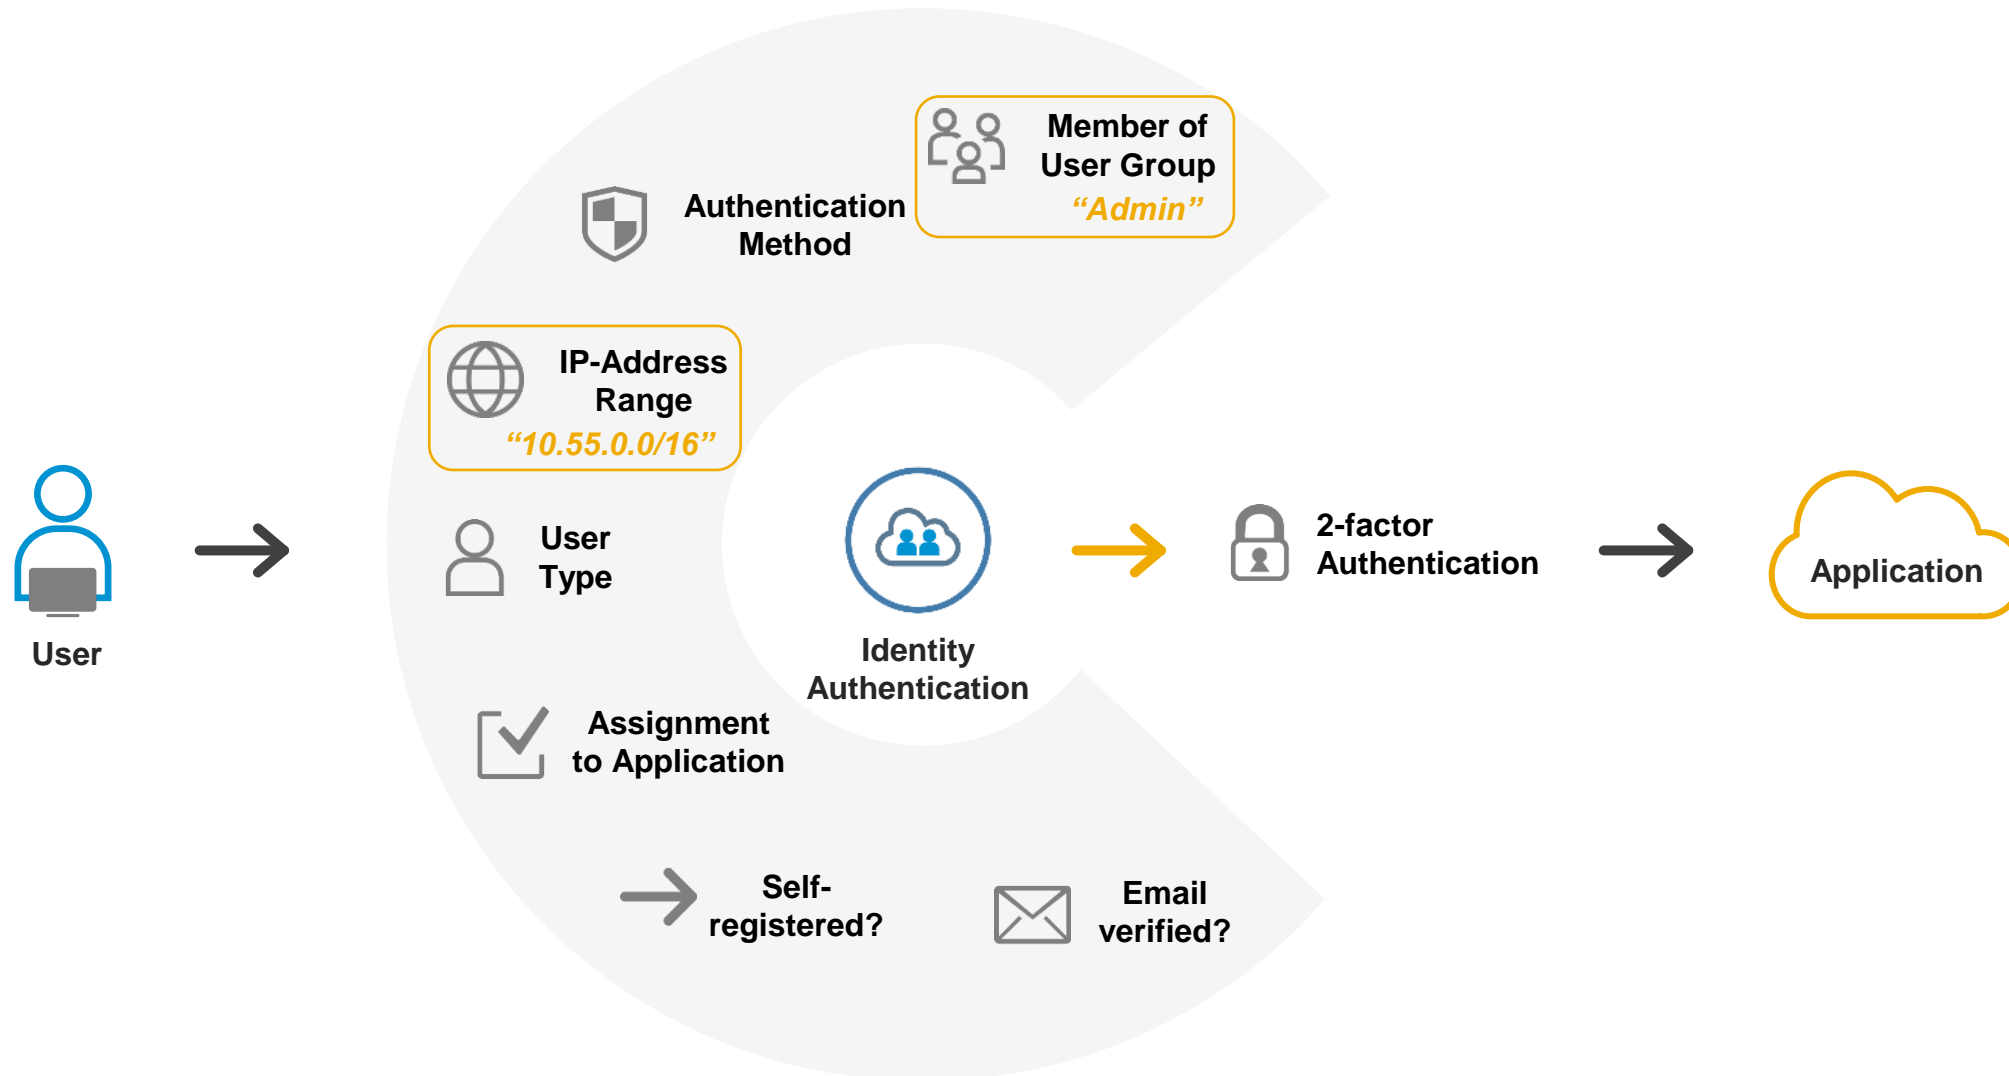 Member of
User Group
“Admin”
Authentication
Method
IP-Address
Range
“10.55.0.0/16”
User
Type
User
Identity
Authentication
2-factor
Authentication
Application
Assignment
to Application
Self-
registered?
Email
verified?